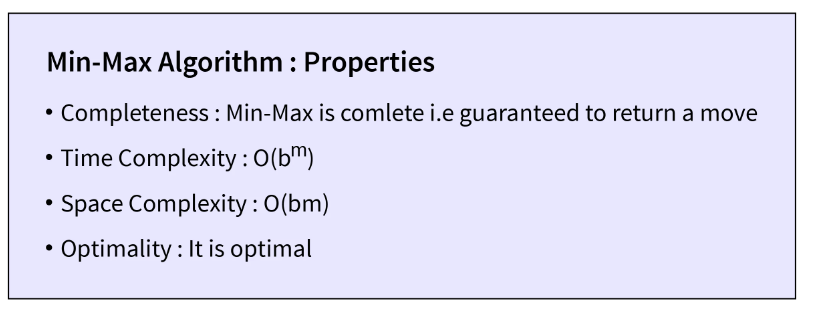 Min-Max Algorithm : Properties
• Completeness : Min-Max is comlete i.e guaranteed to return a move
• Time Complexity : O(b^m)
• Space Complexity : O(bm)
• Optimality : It is optimal